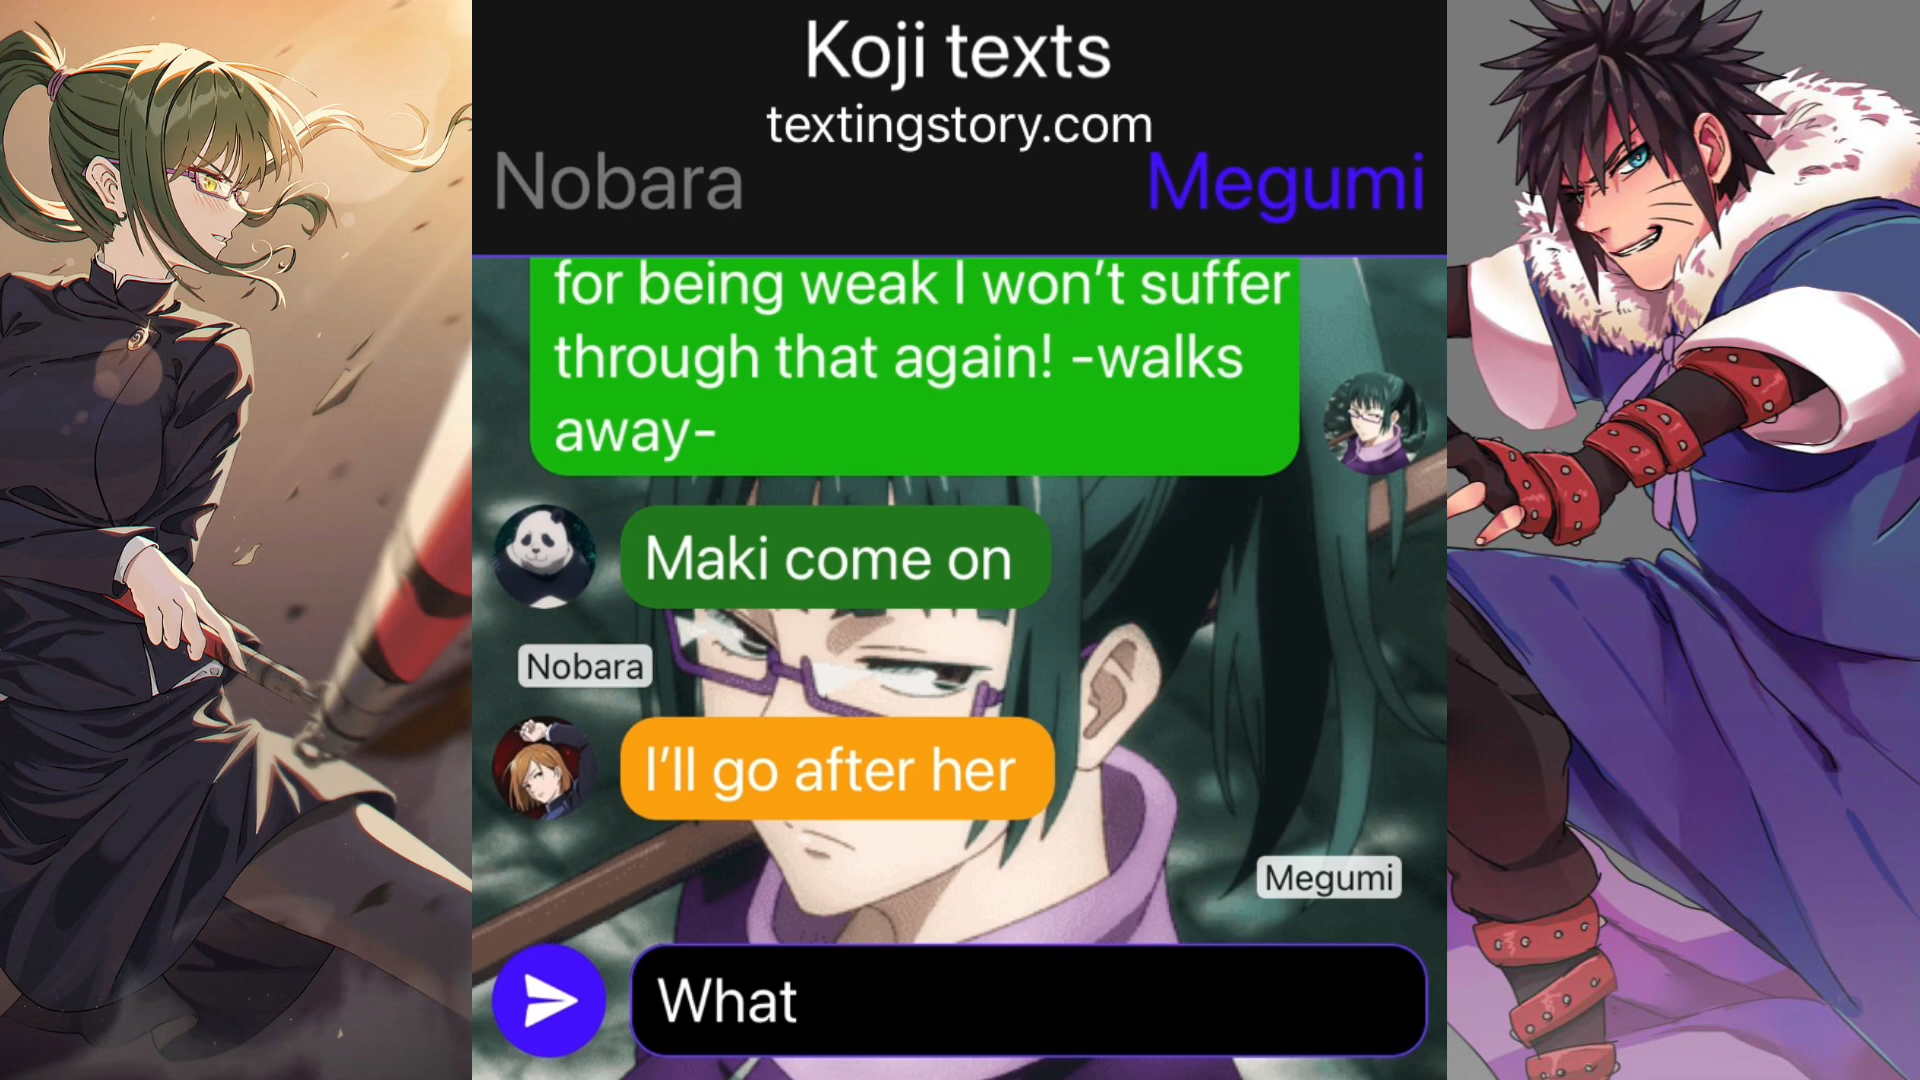 Koji texts
textingstory.com
Nobara
Megumi
for being weak I won’t suffer
through that again! -walks
away-
Maki come on
Nobara
I’ll go after her
Megumi
What